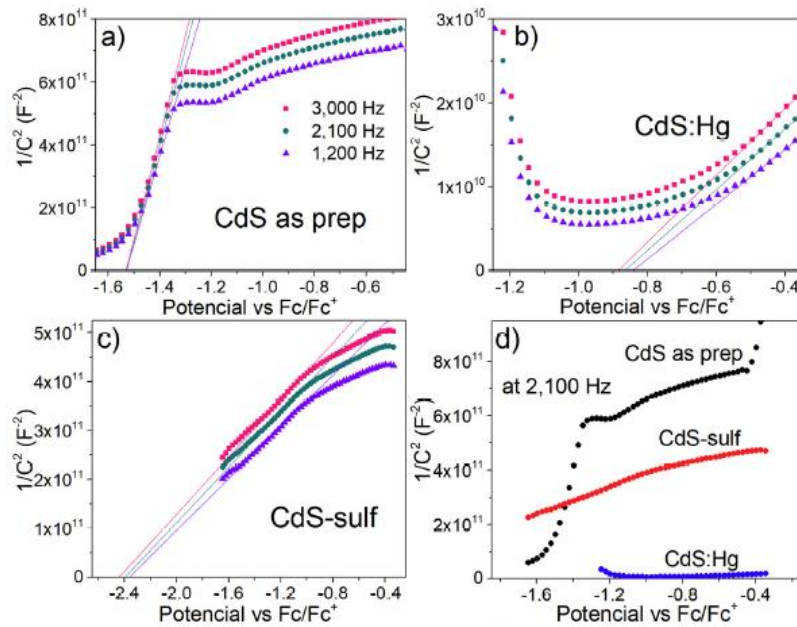 a)
8x10¹¹
6x10¹¹
4x10¹¹
2x10¹¹
0
1/C² (F⁻²)
3,000 Hz
2,100 Hz
1,200 Hz
CdS as prep
-1.6 -1.4 -1.2 -1.0 -0.8 -0.6
Potencial vs Fc/Fc⁺
b)
3x10¹⁰
2x10¹⁰
1x10¹⁰
0
1/C² (F⁻²)
CdS:Hg
-1.2 -1.0 -0.8 -0.6 -0.4
Potencial vs Fc/Fc⁺
c)
5x10¹¹
4x10¹¹
3x10¹¹
2x10¹¹
1x10¹¹
0
1/C² (F⁻²)
CdS-sulf
-2.4 -2.0 -1.6 -1.2 -0.8 -0.4
Potencial vs Fc/Fc⁺
d)
8x10¹¹
6x10¹¹
4x10¹¹
2x10¹¹
0
1/C² (F⁻²)
CdS as prep
at 2,100 Hz
CdS-sulf
CdS:Hg
-1.6 -1.2 -0.8 -0.4
Potencial vs Fc/Fc⁺